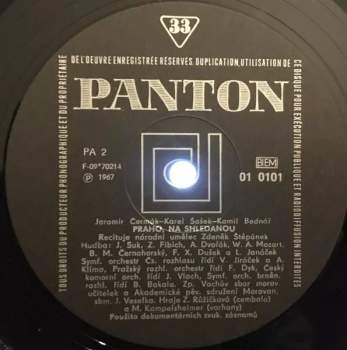 33
DE L'OEUVRE ENREGISTRÉE RÉSERVÉS. DUPLICATION, UTILISATION DE
CE DISQUE POUR EXÉCUTION PUBLIQUE ET RADIODIFFUSION INTERDITES
TOUS DROITS DU PRODUCTEUR PHONOGRAPHIQUE ET DU PROPRIÉTAIRE
PANTON
PA 2
F-09*70214
℗ 1967
BIEM
01 0101
Jaromír Čermák-Karel Šašek-Kamil Bednář
PRAHO, NA SHLEDANOU
Recituje národní umělec Zdeněk Štěpánek
Hudba: J. Suk, Z. Fibich, A. Dvořák, W. A. Mozart,
B. M. Černohorský, F. X. Dušek a L. Janáček
Symf. orchestr Čs. rozhlasu řídí V. Jiráček a A.
Klíma, Pražský rozhl. orchestr řídí F. Dyk, Český
komorní orch. řídí J. Vlach, Symf. orch. brněn. rozhl.
řídí B. Bakala. Zp. Vachův sbor morav.
učitelek a Akademické pěv. sdružení Moravan,
sbm. J. Veselka. Hraje Z. Růžičková (cembalo) a
M. Kampelsheimer (varhany)
Použito dokumentárních zvuk. záznamů